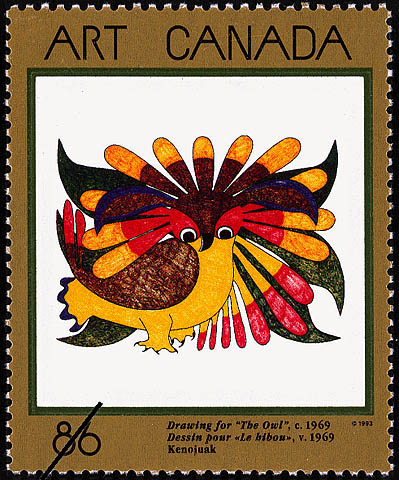 ART CANADA
86
Drawing for "The Owl", c. 1969
Dessin pour «Le hibou», v. 1969
Kenojuak
© 1993